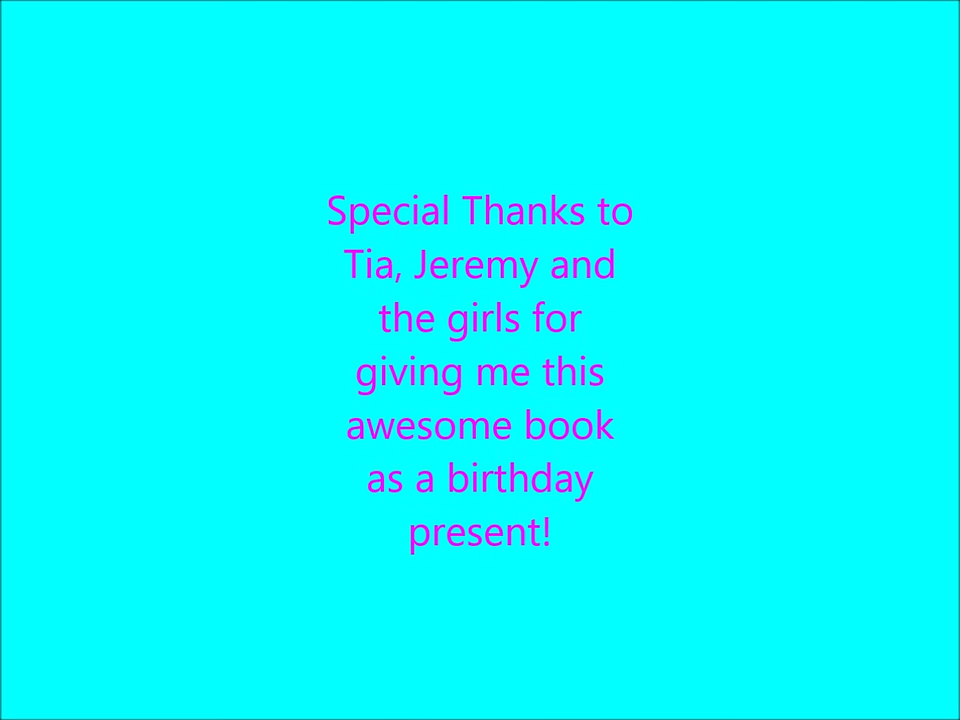 Special Thanks to
Tia, Jeremy and
the girls for
giving me this
awesome book
as a birthday
present!